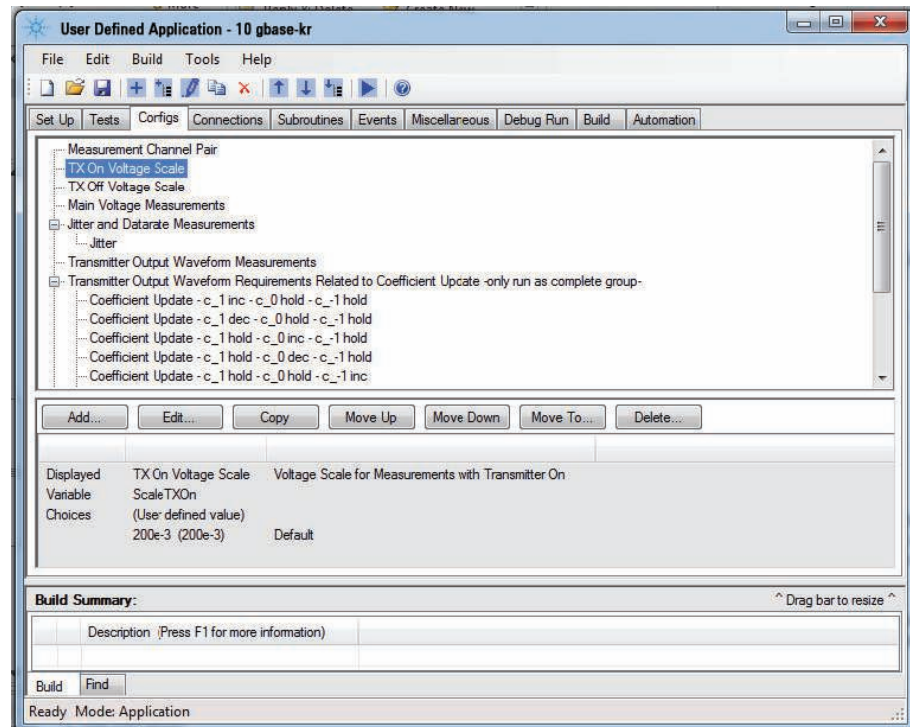 User Defined Application - 10 gbase-kr
File Edit Build Tools Help
Set Up Tests Configs Connections Subroutines Events Miscellaneous Debug Run Build Automation
Measurement Channel Pair
TX On Voltage Scale
TX Off Voltage Scale
Main Voltage Measurements
Jitter and Datarate Measurements
Jitter
Transmitter Output Waveform Measurements
Transmitter Output Waveform Requirements Related to Coefficient Upcate -only run as complete group-
Coefficient Update - c_1 inc - c_0 hold - c_-1 hold
Coefficient Update - c_1 dec - c_0 hold - c_-1 hold
Coefficient Update - c_1 hold - c_0 inc - c_-1 hold
Coefficient Update - c_1 hold - c_0 dec - c_-1 hold
Coefficient Update - c_1 hold - c_0 hold - c_-1 inc
Add... Edit... Copy Move Up Move Down Move To... Delete...
Displayed TX On Voltage Scale Voltage Scale for Measurements with Transmitter On
Variable ScaleTXOn
Choices (User defined value)
200e-3 (200e-3) Default
Build Summary: ^ Drag bar to resize ^
Description (Press F1 for more information)
Build Find
Ready Mode: Application